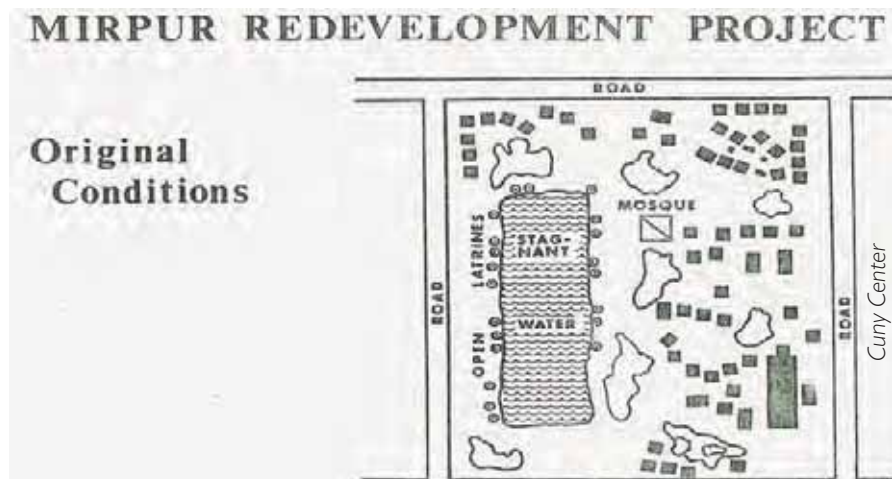 MIRPUR REDEVELOPMENT PROJECT
Original
Conditions
ROAD
MOSQUE
LATRINES
STAG-
NANT
ROAD
WATER
OPEN
ROAD
Cuny Center